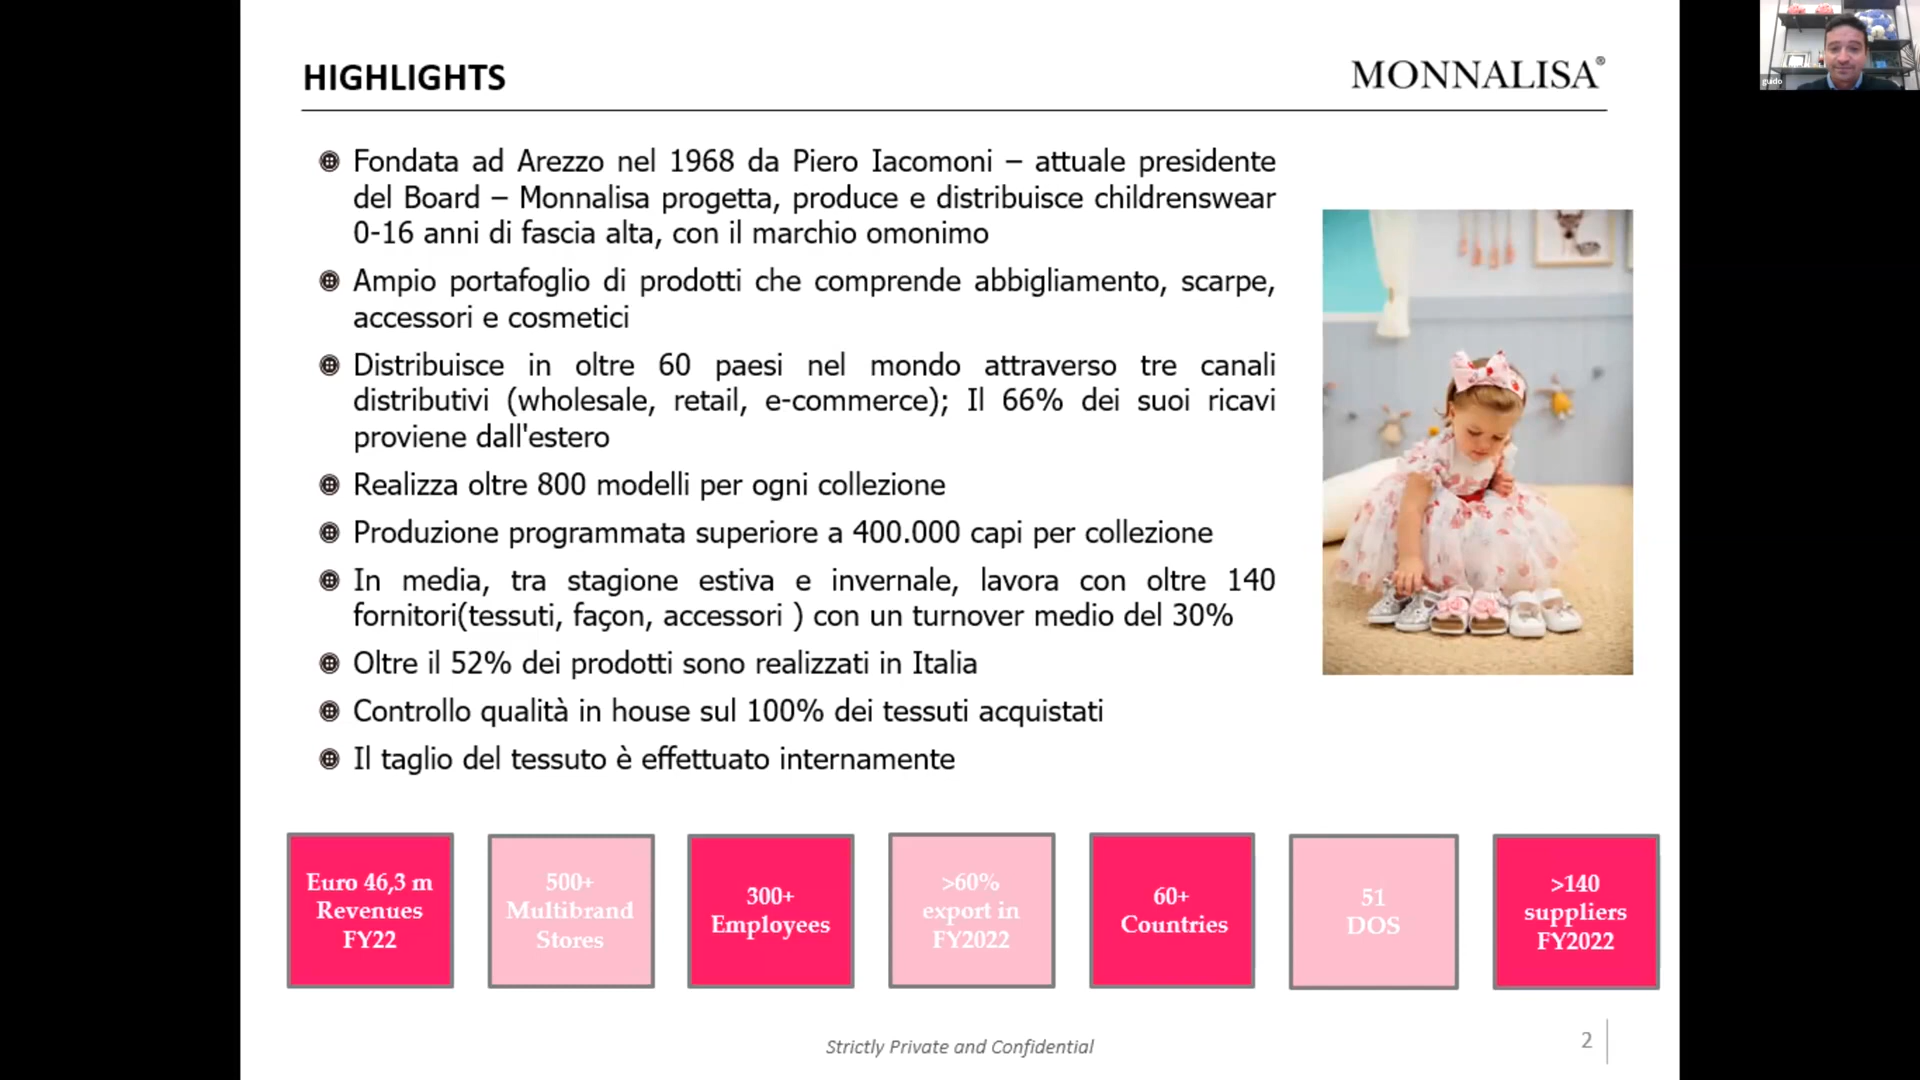 HIGHLIGHTS
MONNALISA®
guido
Fondata ad Arezzo nel 1968 da Piero Iacomoni – attuale presidente
del Board – Monnalisa progetta, produce e distribuisce childrenswear
0-16 anni di fascia alta, con il marchio omonimo
Ampio portafoglio di prodotti che comprende abbigliamento, scarpe,
accessori e cosmetici
Distribuisce in oltre 60 paesi nel mondo attraverso tre canali
distributivi (wholesale, retail, e-commerce); Il 66% dei suoi ricavi
proviene dall'estero
Realizza oltre 800 modelli per ogni collezione
Produzione programmata superiore a 400.000 capi per collezione
In media, tra stagione estiva e invernale, lavora con oltre 140
fornitori(tessuti, façon, accessori ) con un turnover medio del 30%
Oltre il 52% dei prodotti sono realizzati in Italia
Controllo qualità in house sul 100% dei tessuti acquistati
Il taglio del tessuto è effettuato internamente
Euro 46,3 m
Revenues
FY22
500+
Multibrand
Stores
300+
Employees
>60%
export in
FY2022
60+
Countries
51
DOS
>140
suppliers
FY2022
Strictly Private and Confidential
2